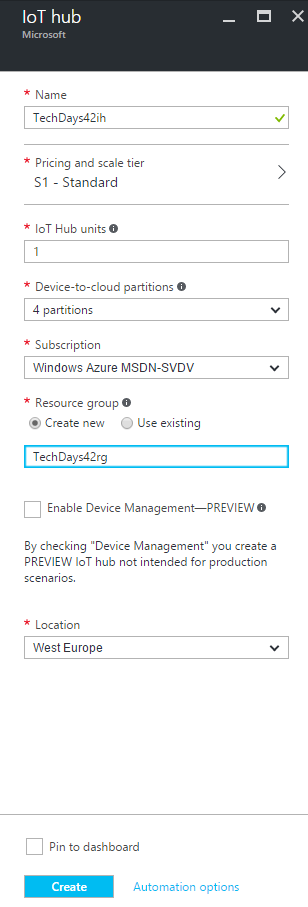 IoT hub
Microsoft
* Name
TechDays42ih
* Pricing and scale tier
S1 - Standard
* IoT Hub units
1
* Device-to-cloud partitions
4 partitions
* Subscription
Windows Azure MSDN-SVDV
* Resource group
Create new Use existing
TechDays42rg
Enable Device Management—PREVIEW
By checking "Device Management" you create a
PREVIEW IoT hub not intended for production
scenarios.
* Location
West Europe
Pin to dashboard
Create Automation options